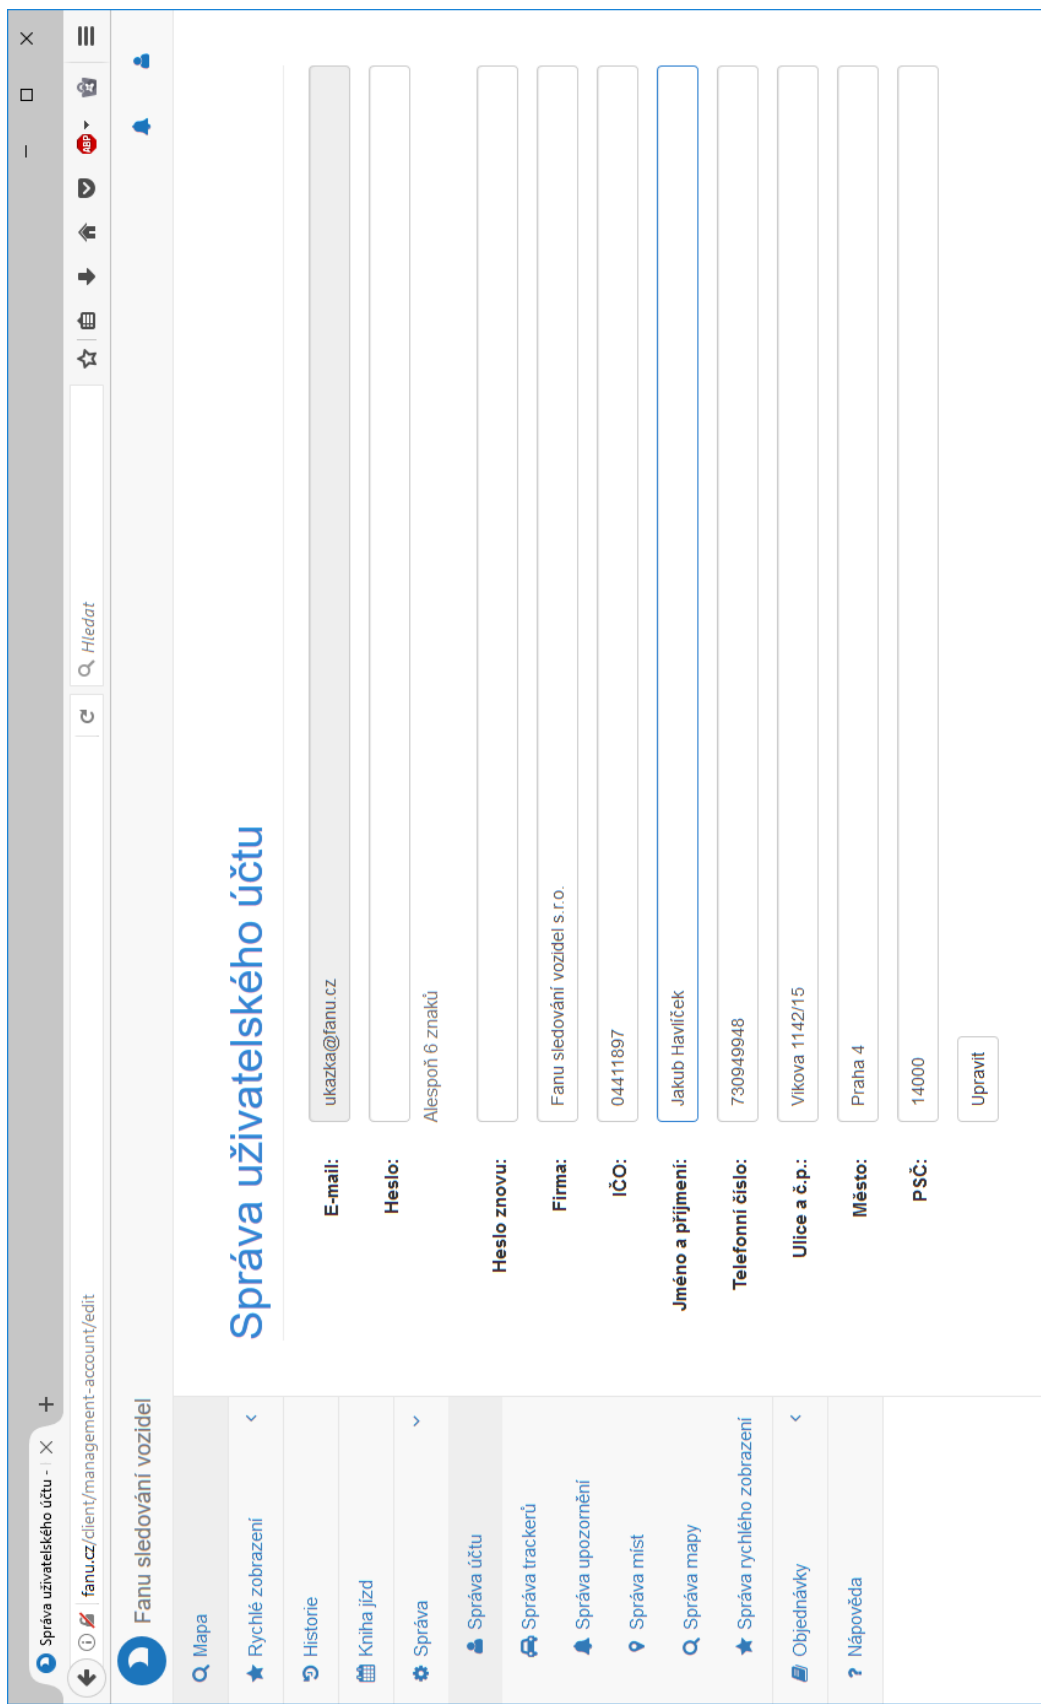 Správa uživatelského účtu -
fanu.cz/client/management-account/edit
Hledat
ABP
Fanu sledování vozidel
Mapa
Rychlé zobrazení
Historie
Kniha jízd
Správa
Správa účtu
Správa trackerů
Správa upozornění
Správa míst
Správa mapy
Správa rychlého zobrazení
Objednávky
? Nápověda
Správa uživatelského účtu
E-mail: ukazka@fanu.cz
Heslo:
Alespoň 6 znaků
Heslo znovu:
Firma: Fanu sledování vozidel s.r.o.
IČO: 04411897
Jméno a příjmení: Jakub Havlíček
Telefonní číslo: 730949948
Ulice a č.p.: Vikova 1142/15
Město: Praha 4
PSČ: 14000
Upravit